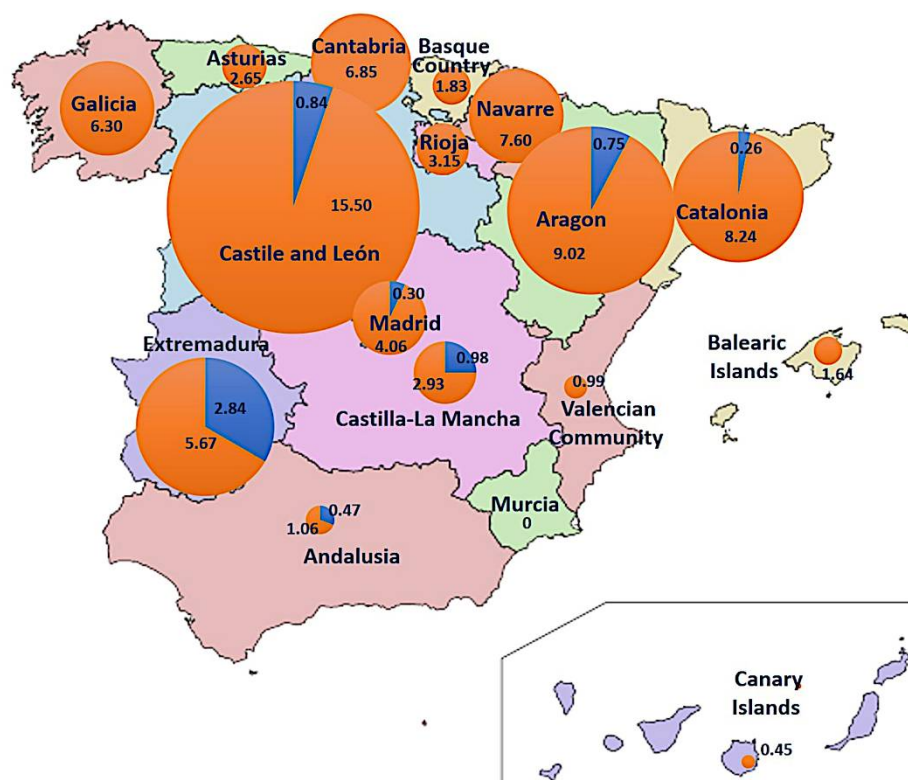 Cantabria
6.85
Basque
Country
1.83
Asturias
2.65
Galicia
6.30
0.84
Navarre
7.60
Rioja
3.15
0.75
0.26
15.50
Aragon
9.02
Catalonia
8.24
Castile and León
0.30
Madrid
4.06
Extremadura
2.84
5.67
0.98
2.93
Castilla-La Mancha
0.99
Valencian
Community
Balearic
Islands
1.64
Murcia
0
0.47
1.06
Andalusia
Canary
Islands
0.45